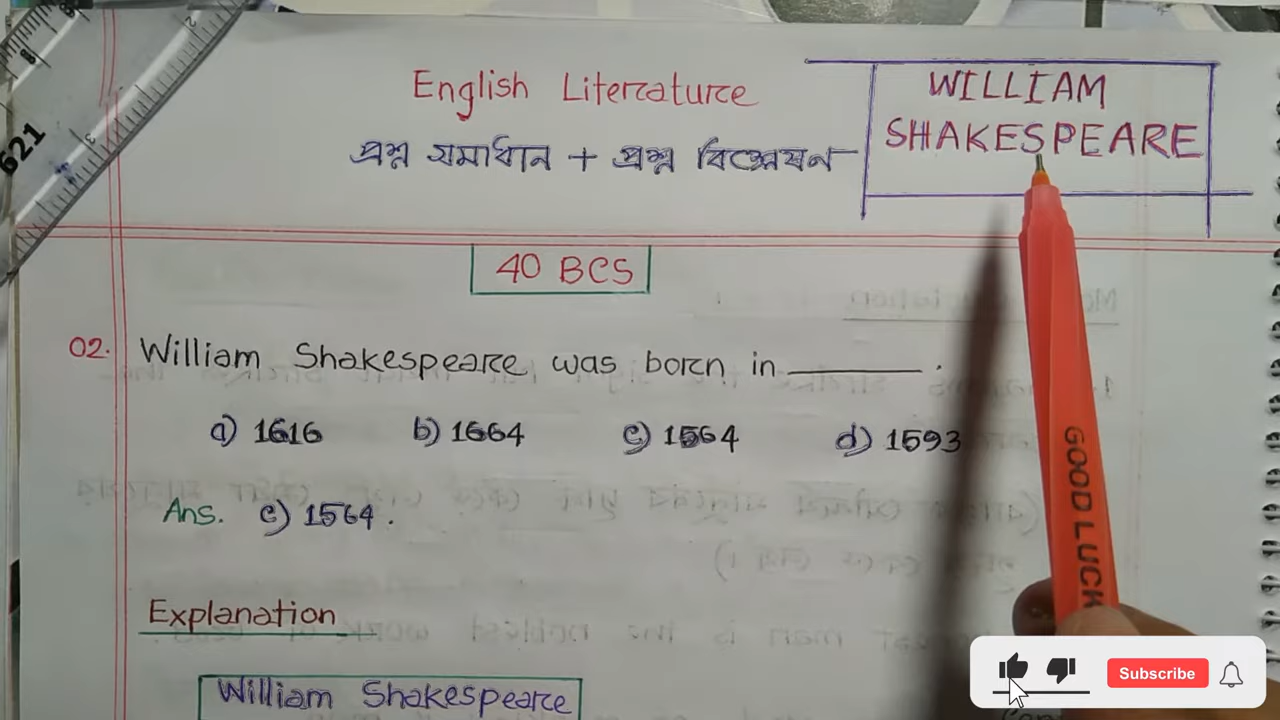 English Literature
WILLIAM
SHAKESPEARE
প্রশ্ন সমাধান + প্রশ্ন বিশ্লেষন
40 BCS
02. William Shakespeare was born in ______ .
a) 1616 b) 1664 c) 1564 d) 1593
Ans. c) 1564 .
Explanation
William Shakespeare
GOOD LUCK
621
Subscribe